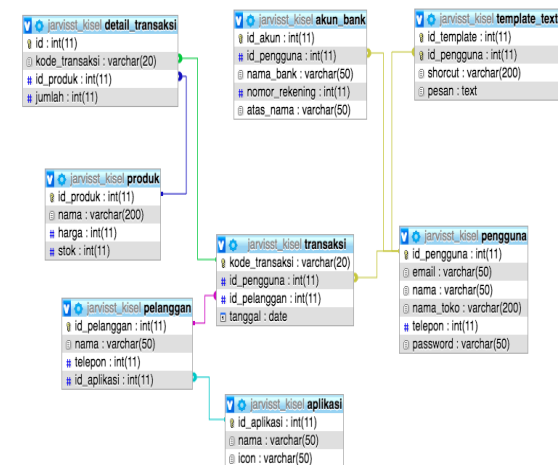 jarvisst_kisel detail_transaksi
id : int(11)
kode_transaksi : varchar(20)
id_produk : int(11)
jumlah : int(11)
jarvisst_kisel akun_bank
id_akun : int(11)
id_pengguna : int(11)
nama_bank : varchar(50)
nomor_rekening : int(11)
atas_nama : varchar(50)
jarvisst_kisel template_text
id_template : int(11)
id_pengguna : int(11)
shorcut : varchar(200)
pesan : text
jarvisst_kisel produk
id_produk : int(11)
nama : varchar(200)
harga : int(11)
stok : int(11)
jarvisst_kisel transaksi
kode_transaksi : varchar(20)
id_pengguna : int(11)
id_pelanggan : int(11)
tanggal : date
jarvisst_kisel pengguna
id_pengguna : int(11)
email : varchar(50)
nama : varchar(50)
nama_toko : varchar(200)
telepon : int(11)
password : varchar(50)
jarvisst_kisel pelanggan
id_pelanggan : int(11)
nama : varchar(50)
telepon : int(11)
id_aplikasi : int(11)
jarvisst_kisel aplikasi
id_aplikasi : int(11)
nama : varchar(50)
icon : varchar(50)